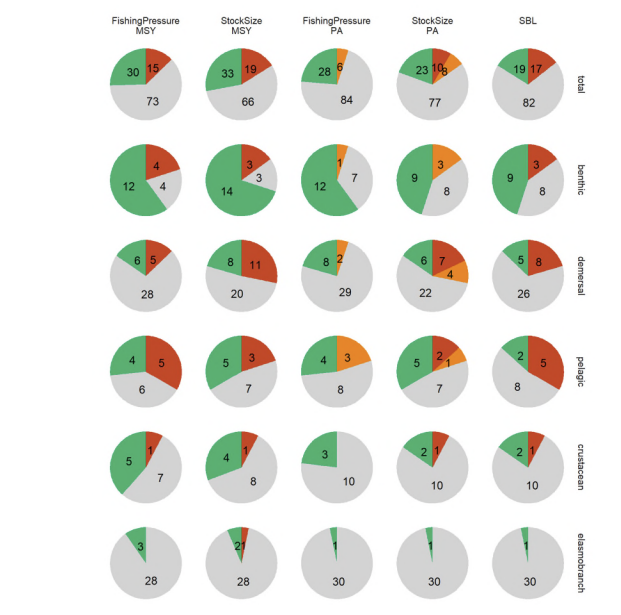 FishingPressure StockSize FishingPressure StockSize SBL
MSY MSY PA PA
30 15 73 33 19 66 28 6 84 23 10 8 77 19 17 82 total
12 4 4 14 3 3 12 1 7 9 3 8 9 3 8 benthic
6 5 28 8 11 20 8 2 29 6 7 4 22 5 8 26 demersal
4 5 6 5 3 7 4 3 8 5 2 1 7 2 5 8 pelagic
5 1 7 4 1 8 3 10 2 1 10 2 1 10 crustacean
3 28 2 1 28 1 30 1 30 1 30 elasmobranch